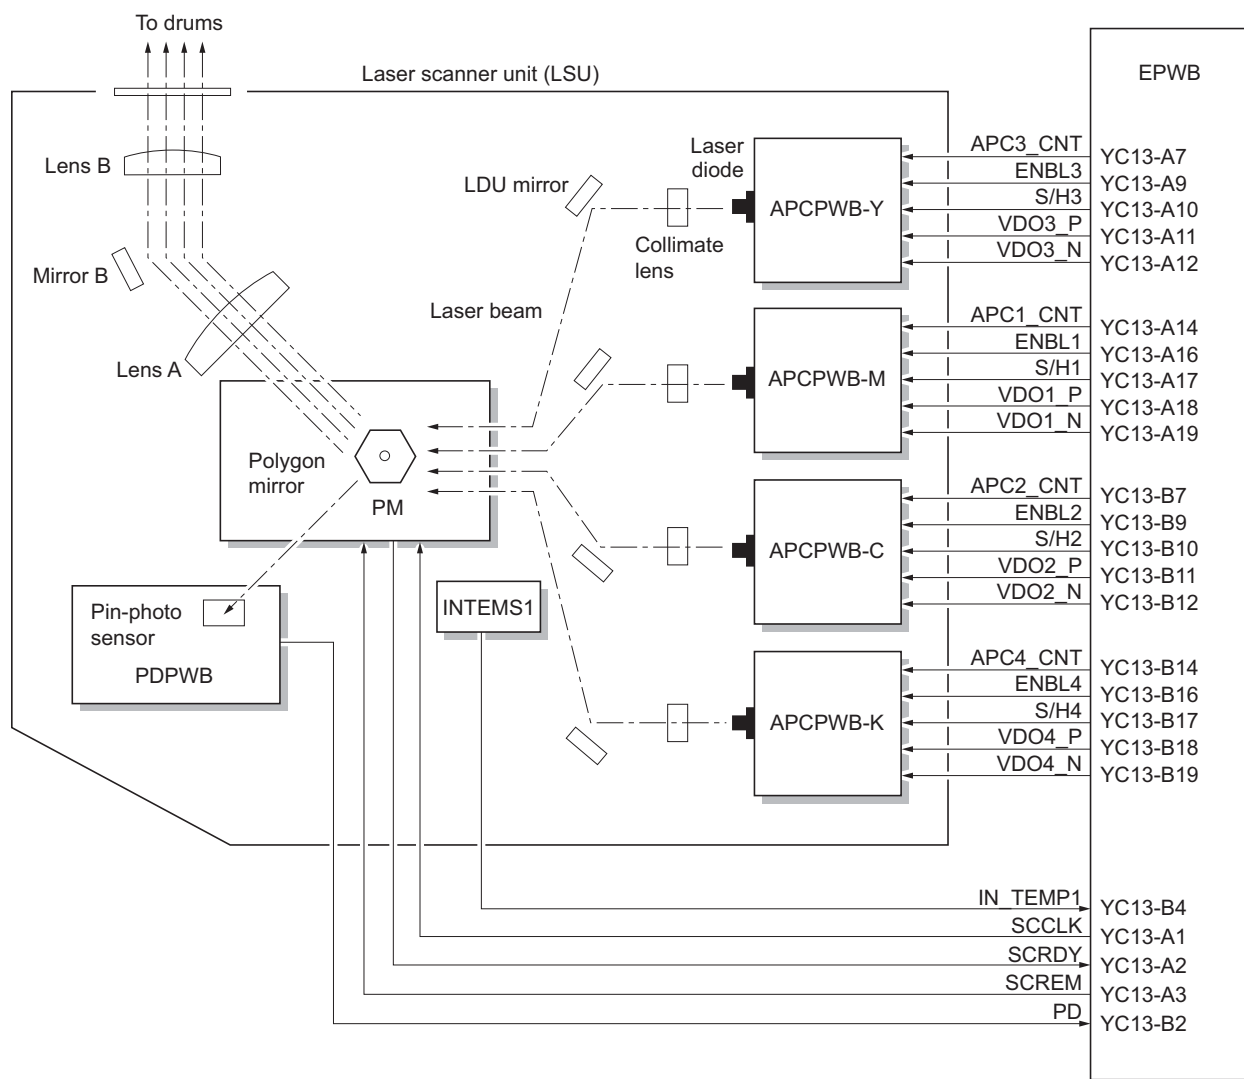 To drums
Laser scanner unit (LSU)
EPWB
Lens B
Mirror B
Lens A
LDU mirror
Laser
diode
Collimate
lens
Laser beam
APCPWB-Y
APC3_CNT YC13-A7
ENBL3 YC13-A9
S/H3 YC13-A10
VDO3_P YC13-A11
VDO3_N YC13-A12
APCPWB-M
APC1_CNT YC13-A14
ENBL1 YC13-A16
S/H1 YC13-A17
VDO1_P YC13-A18
VDO1_N YC13-A19
Polygon
mirror
PM
APCPWB-C
APC2_CNT YC13-B7
ENBL2 YC13-B9
S/H2 YC13-B10
VDO2_P YC13-B11
VDO2_N YC13-B12
Pin-photo
sensor
PDPWB
INTEMS1
APCPWB-K
APC4_CNT YC13-B14
ENBL4 YC13-B16
S/H4 YC13-B17
VDO4_P YC13-B18
VDO4_N YC13-B19
IN_TEMP1 YC13-B4
SCCLK YC13-A1
SCRDY YC13-A2
SCREM YC13-A3
PD YC13-B2